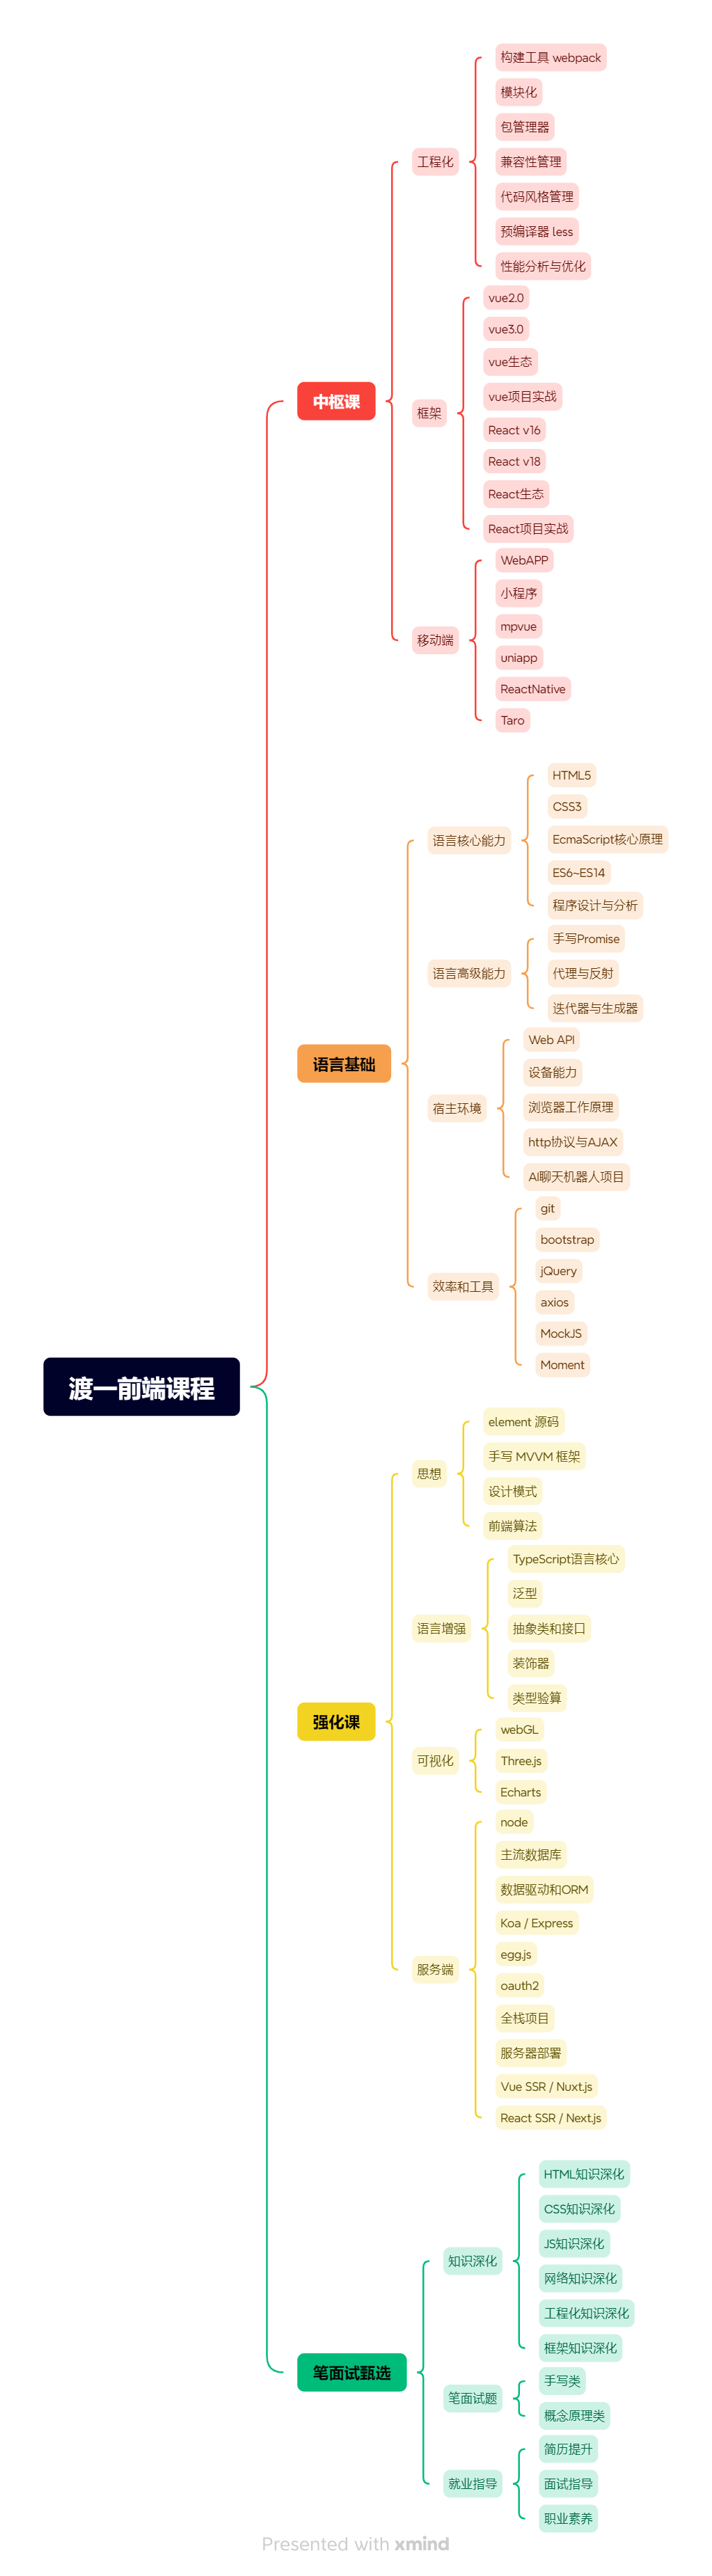 渡一前端课程
中枢课
工程化
构建工具 webpack
模块化
包管理器
兼容性管理
代码风格管理
预编译器 less
性能分析与优化
框架
vue2.0
vue3.0
vue生态
vue项目实战
React v16
React v18
React生态
React项目实战
移动端
WebAPP
小程序
mpvue
uniapp
ReactNative
Taro
语言基础
语言核心能力
HTML5
CSS3
EcmaScript核心原理
ES6~ES14
程序设计与分析
语言高级能力
手写Promise
代理与反射
迭代器与生成器
宿主环境
Web API
设备能力
浏览器工作原理
http协议与AJAX
AI聊天机器人项目
效率和工具
git
bootstrap
jQuery
axios
MockJS
Moment
强化课
思想
element 源码
手写 MVVM 框架
设计模式
前端算法
语言增强
TypeScript语言核心
泛型
抽象类和接口
装饰器
类型验算
可视化
webGL
Three.js
Echarts
服务端
node
主流数据库
数据驱动和ORM
Koa / Express
egg.js
oauth2
全栈项目
服务器部署
Vue SSR / Nuxt.js
React SSR / Next.js
笔面试甄选
知识深化
HTML知识深化
CSS知识深化
JS知识深化
网络知识深化
工程化知识深化
框架知识深化
笔面试题
手写类
概念原理类
就业指导
简历提升
面试指导
职业素养
Presented with xmind